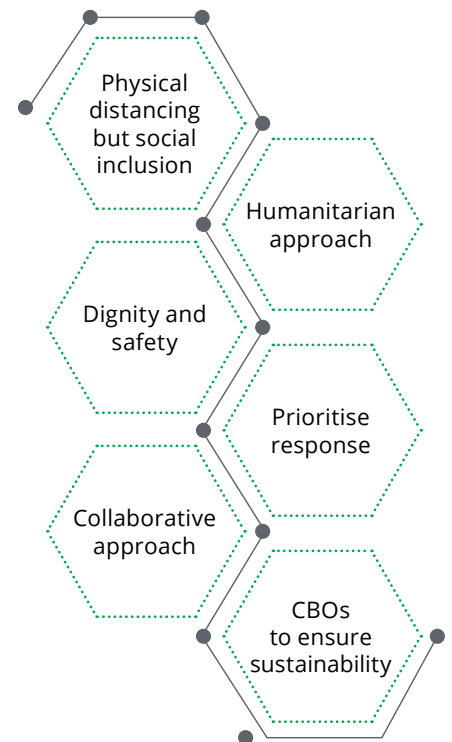 Physical
distancing
but social
inclusion
Humanitarian
approach
Dignity and
safety
Prioritise
response
Collaborative
approach
CBOs
to ensure
sustainability